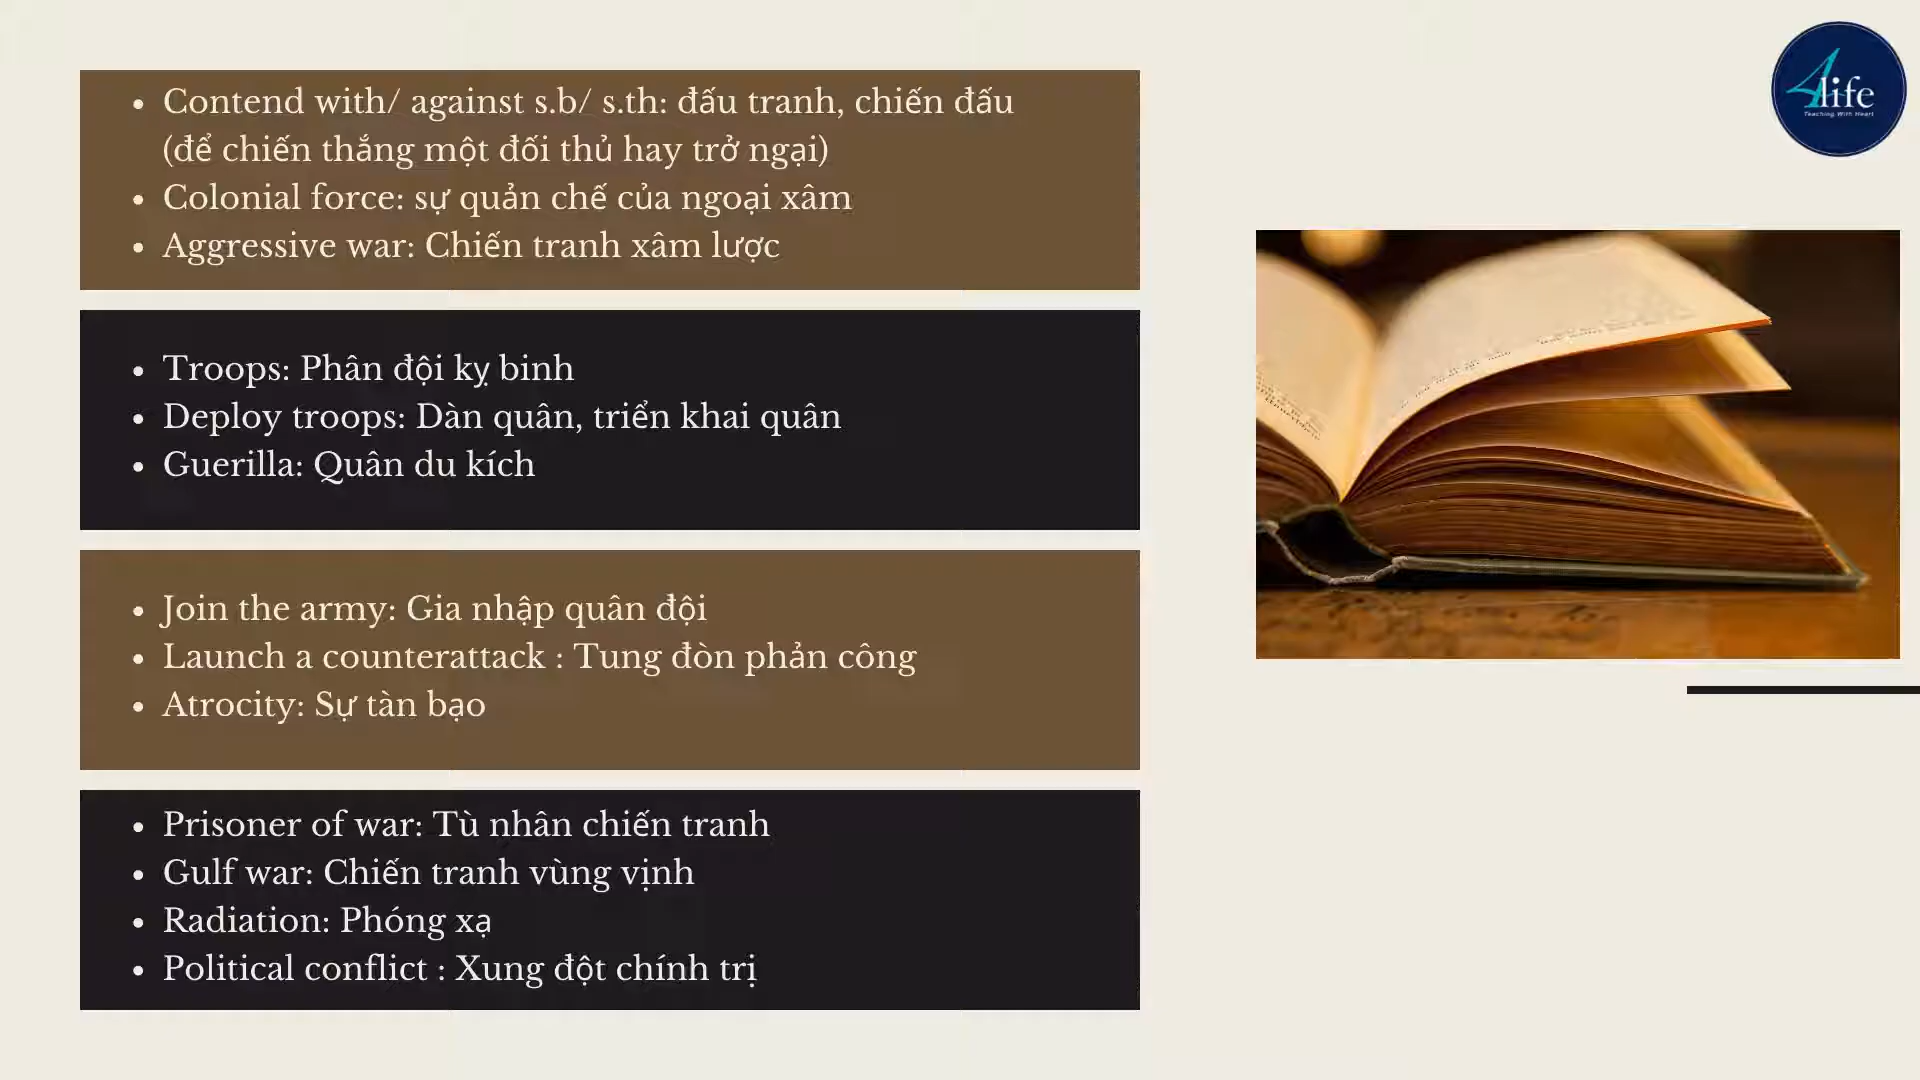 Contend with/ against s.b/ s.th: đấu tranh, chiến đấu
(để chiến thắng một đối thủ hay trở ngại)
Colonial force: sự quản chế của ngoại xâm
Aggressive war: Chiến tranh xâm lược
Troops: Phân đội kỵ binh
Deploy troops: Dàn quân, triển khai quân
Guerilla: Quân du kích
Join the army: Gia nhập quân đội
Launch a counterattack : Tung đòn phản công
Atrocity: Sự tàn bạo
Prisoner of war: Tù nhân chiến tranh
Gulf war: Chiến tranh vùng vịnh
Radiation: Phóng xạ
Political conflict : Xung đột chính trị
4life
Teaching With Heart